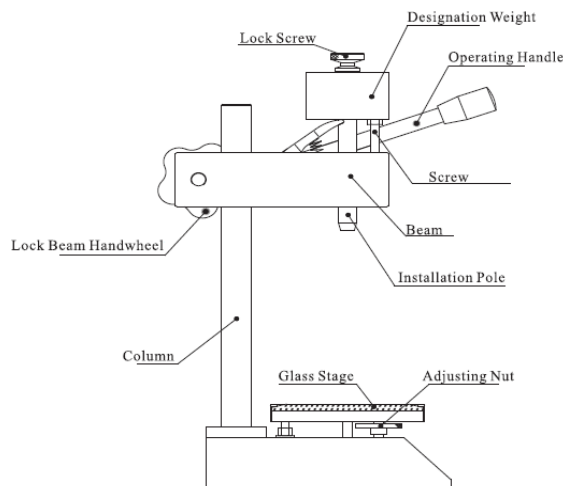 Designation Weight
Lock Screw
Operating Handle
Screw
Beam
Lock Beam Handwheel
Installation Pole
Column
Glass Stage
Adjusting Nut